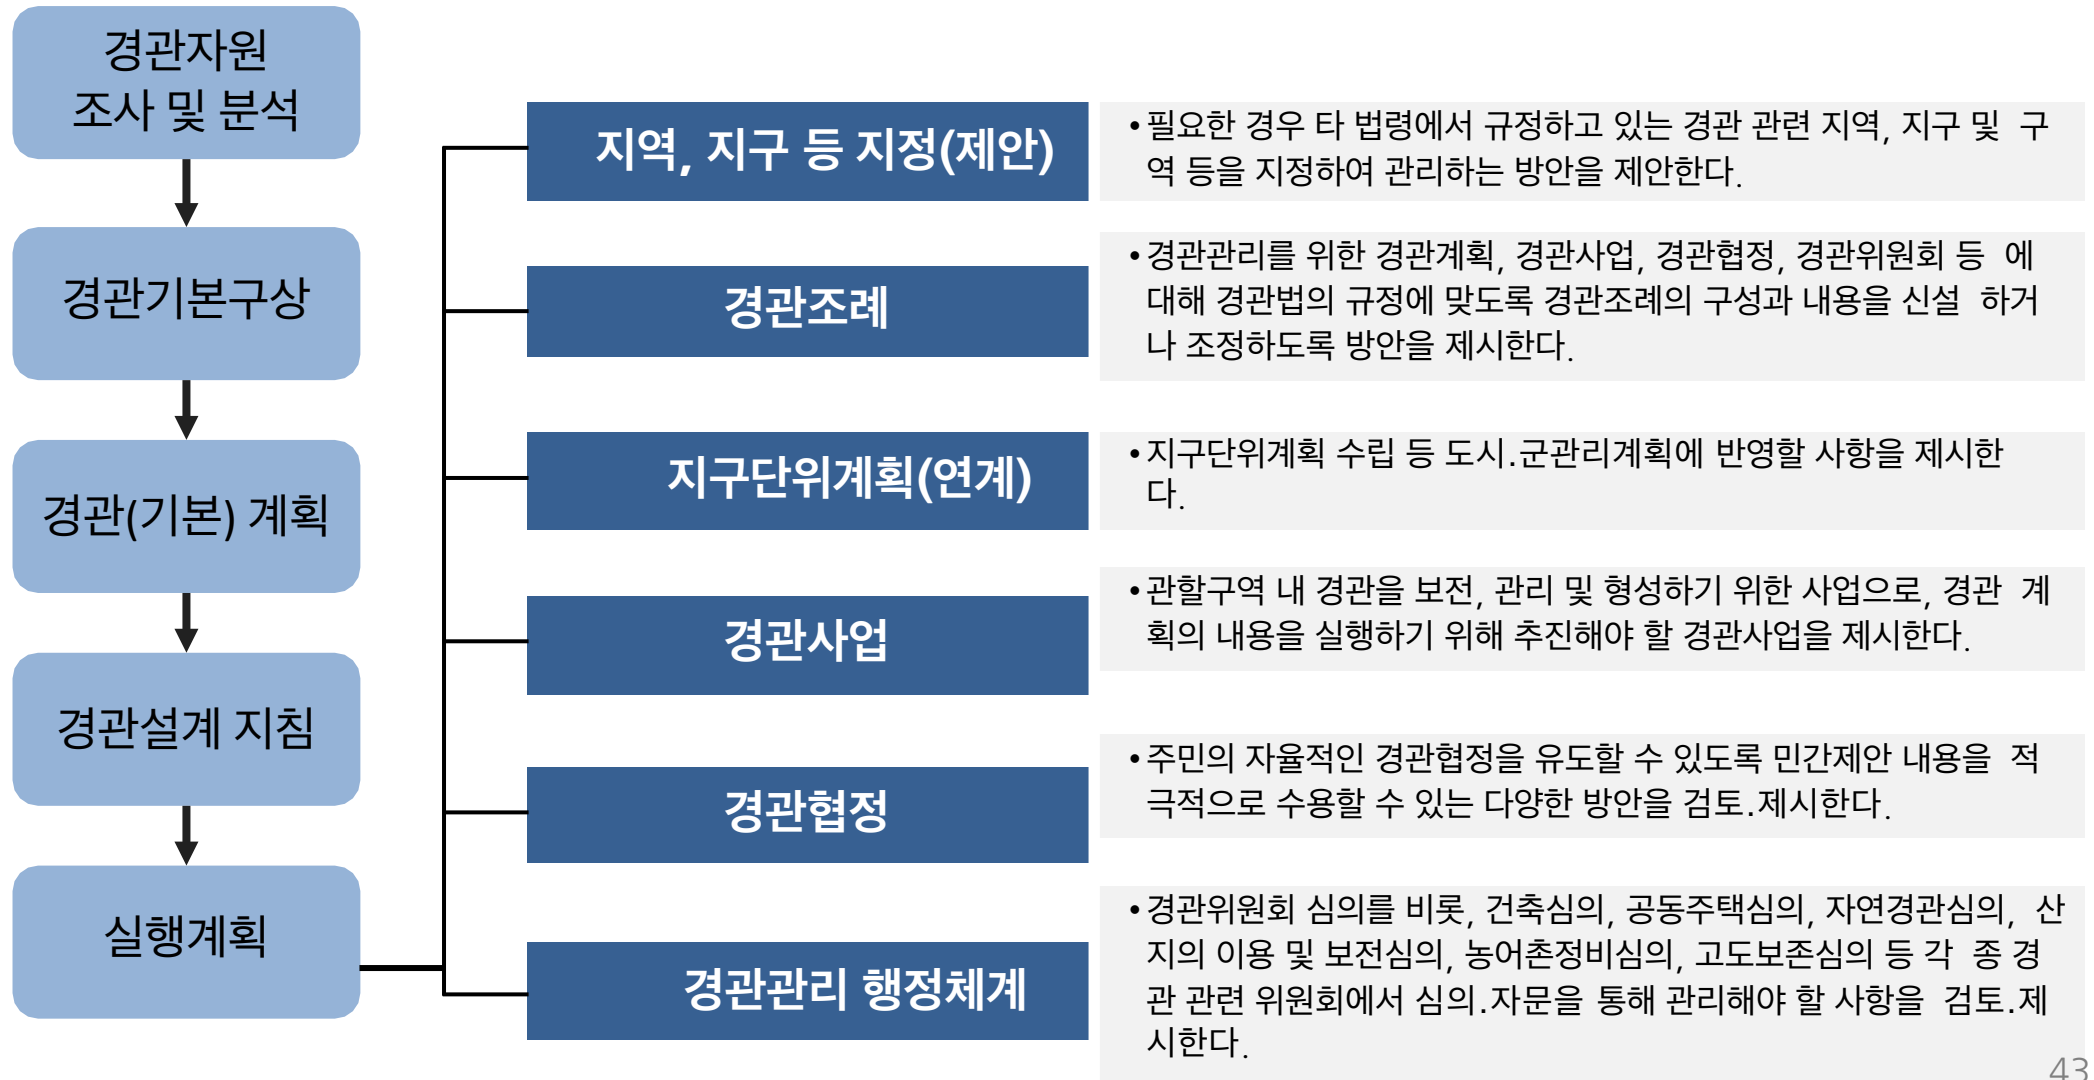 경관자원
조사 및 분석
경관기본구상
경관(기본) 계획
경관설계 지침
실행계획
지역, 지구 등 지정(제안)
•필요한 경우 타 법령에서 규정하고 있는 경관 관련 지역, 지구 및 구
역 등을 지정하여 관리하는 방안을 제안한다.
경관조례
•경관관리를 위한 경관계획, 경관사업, 경관협정, 경관위원회 등 에
대해 경관법의 규정에 맞도록 경관조례의 구성과 내용을 신설 하거
나 조정하도록 방안을 제시한다.
지구단위계획(연계)
•지구단위계획 수립 등 도시.군관리계획에 반영할 사항을 제시한
다.
경관사업
•관할구역 내 경관을 보전, 관리 및 형성하기 위한 사업으로, 경관 계
획의 내용을 실행하기 위해 추진해야 할 경관사업을 제시한다.
경관협정
•주민의 자율적인 경관협정을 유도할 수 있도록 민간제안 내용을 적
극적으로 수용할 수 있는 다양한 방안을 검토.제시한다.
경관관리 행정체계
•경관위원회 심의를 비롯, 건축심의, 공동주택심의, 자연경관심의, 산
지의 이용 및 보전심의, 농어촌정비심의, 고도보존심의 등 각 종 경
관 관련 위원회에서 심의.자문을 통해 관리해야 할 사항을 검토.제
시한다.
43